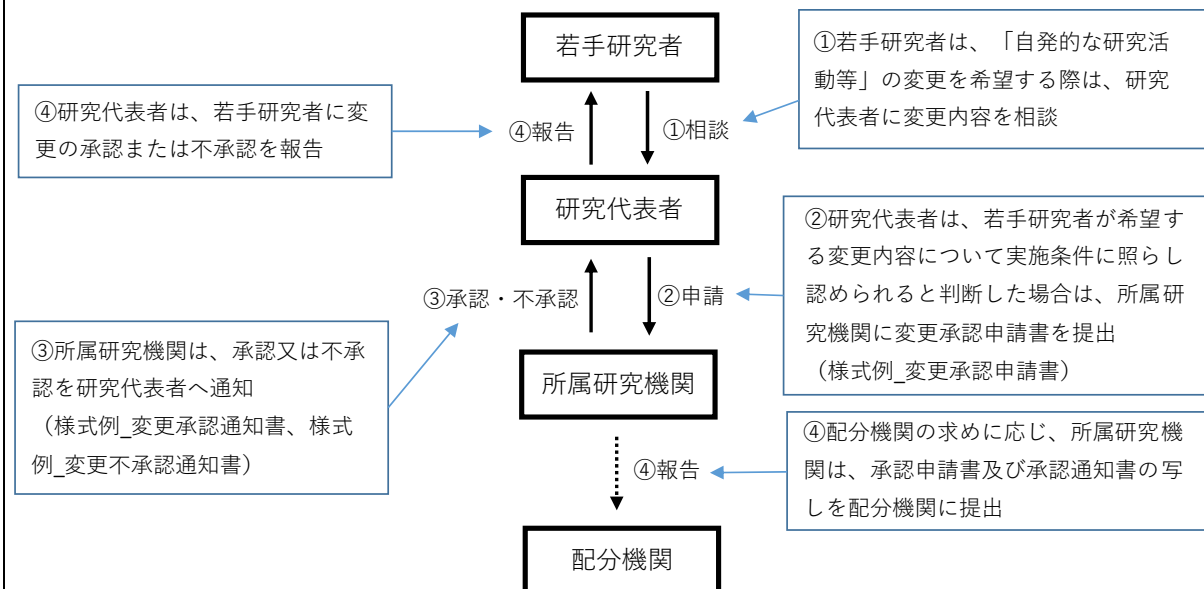 若手研究者
①若手研究者は、「自発的な研究活
動等」の変更を希望する際は、研究
代表者に変更内容を相談
④研究代表者は、若手研究者に変
更の承認または不承認を報告
④報告
①相談
研究代表者
②研究代表者は、若手研究者が希望す
る変更内容について実施条件に照らし
認められると判断した場合は、所属研
究機関に変更承認申請書を提出
（様式例_変更承認申請書）
③承認・不承認
②申請
③所属研究機関は、承認又は不承
認を研究代表者へ通知
（様式例_変更承認通知書、様式
例_変更不承認通知書）
所属研究機関
④配分機関の求めに応じ、所属研究機
関は、承認申請書及び承認通知書の写
しを配分機関に提出
④報告
配分機関